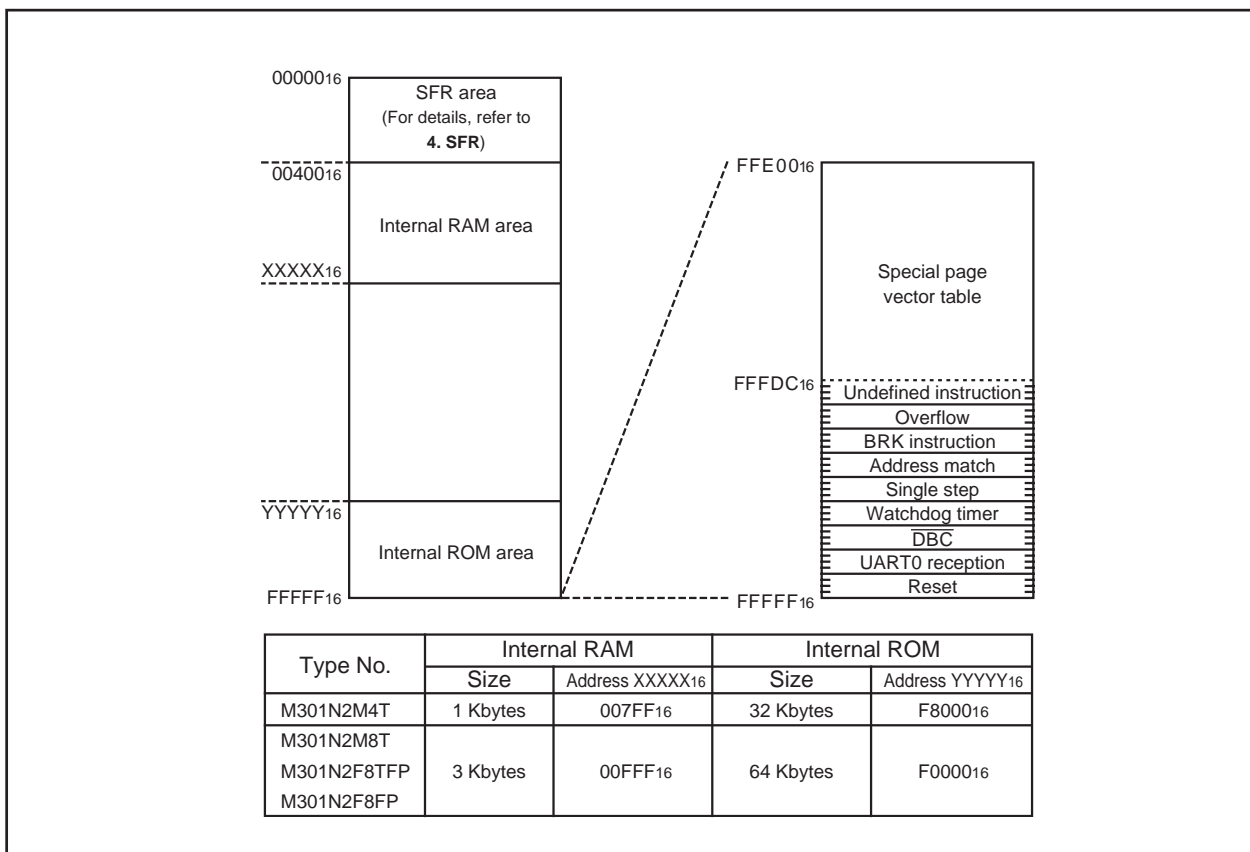 0000016
SFR area
(For details, refer to
4. SFR)
0040016
Internal RAM area
XXXXX16
YYYYY16
Internal ROM area
FFFFF16
FFE0016
Special page
vector table
FFFDC16
Undefined instruction
Overflow
BRK instruction
Address match
Single step
Watchdog timer
DBC
UART0 reception
Reset
FFFFF16
Type No. Internal RAM Internal ROM
Size Address XXXXX16 Size Address YYYYY16
M301N2M4T 1 Kbytes 007FF16 32 Kbytes F800016
M301N2M8T
M301N2F8TFP 3 Kbytes 00FFF16 64 Kbytes F000016
M301N2F8FP